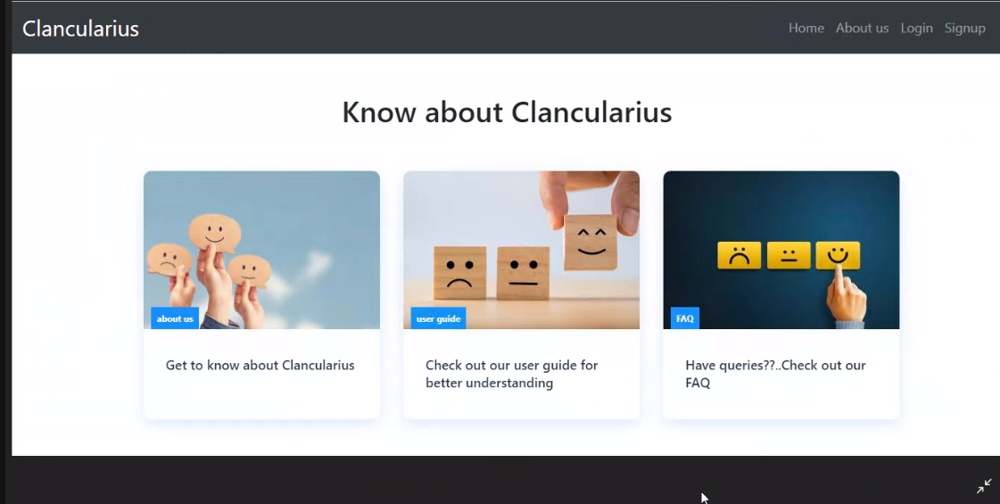 Clancularius
Home About us Login Signup
Know about Clancularius
about us
Get to know about Clancularius
user guide
Check out our user guide for
better understanding
FAQ
Have queries??..Check out our
FAQ